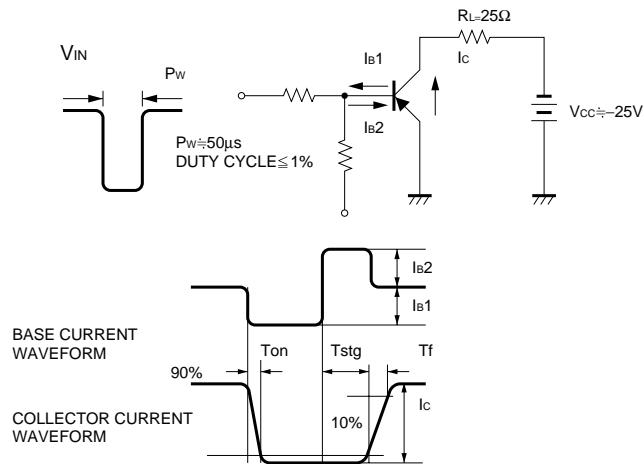 RL=25Ω
VIN
IB1
IC
PW
IB2
VCC≒−25V
PW≒50μs
DUTY CYCLE≦1%
IB2
IB1
BASE CURRENT
WAVEFORM
Ton
Tstg
Tf
90%
IC
COLLECTOR CURRENT
WAVEFORM
10%